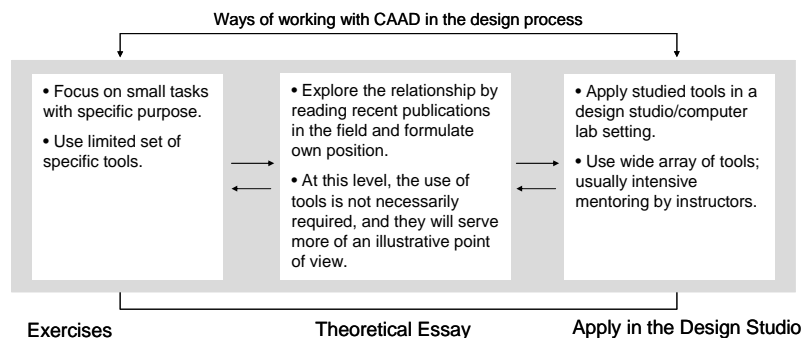 Ways of working with CAAD in the design process
• Focus on small tasks
with specific purpose.
• Use limited set of
specific tools.
• Explore the relationship by
reading recent publications
in the field and formulate
own position.
• At this level, the use of
tools is not necessarily
required, and they will serve
more of an illustrative point
of view.
• Apply studied tools in a
design studio/computer
lab setting.
• Use wide array of tools;
usually intensive
mentoring by instructors.
Exercises
Theoretical Essay
Apply in the Design Studio